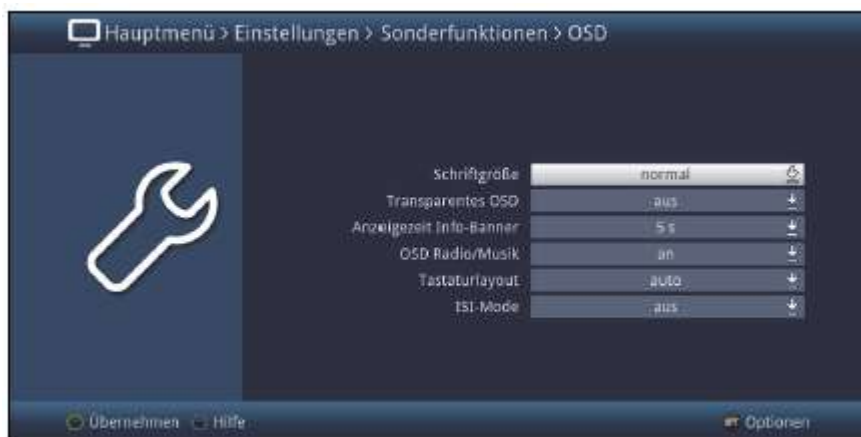 Hauptmenü > Einstellungen > Sonderfunktionen > OSD
Schriftgröße normal
Transparentes OSD aus
Anzeigezeit Info-Banner 5 s
OSD Radio/Musik an
Tastaturlayout auto
ISI-Mode aus
Übernehmen Hilfe Optionen